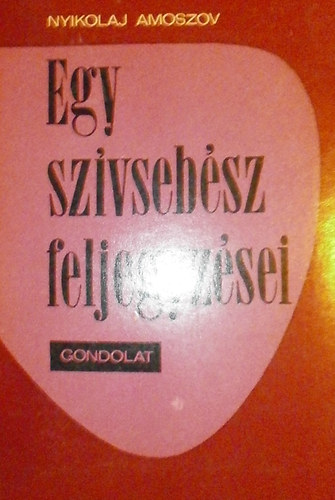 NYIKOLAJ AMOSZOV
Egy
szívsebész
feljegyzései
GONDOLAT